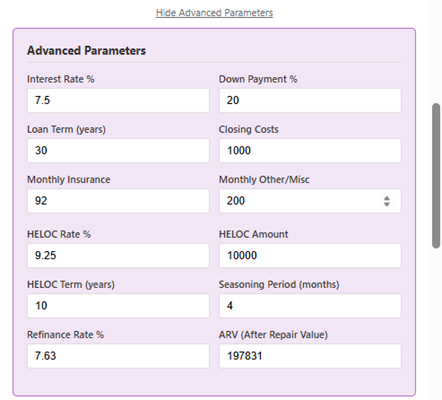 Hide Advanced Parameters
Advanced Parameters
Interest Rate % Down Payment %
7.5 20
Loan Term (years) Closing Costs
30 1000
Monthly Insurance Monthly Other/Misc
92 200
HELOC Rate % HELOC Amount
9.25 10000
HELOC Term (years) Seasoning Period (months)
10 4
Refinance Rate % ARV (After Repair Value)
7.63 197831